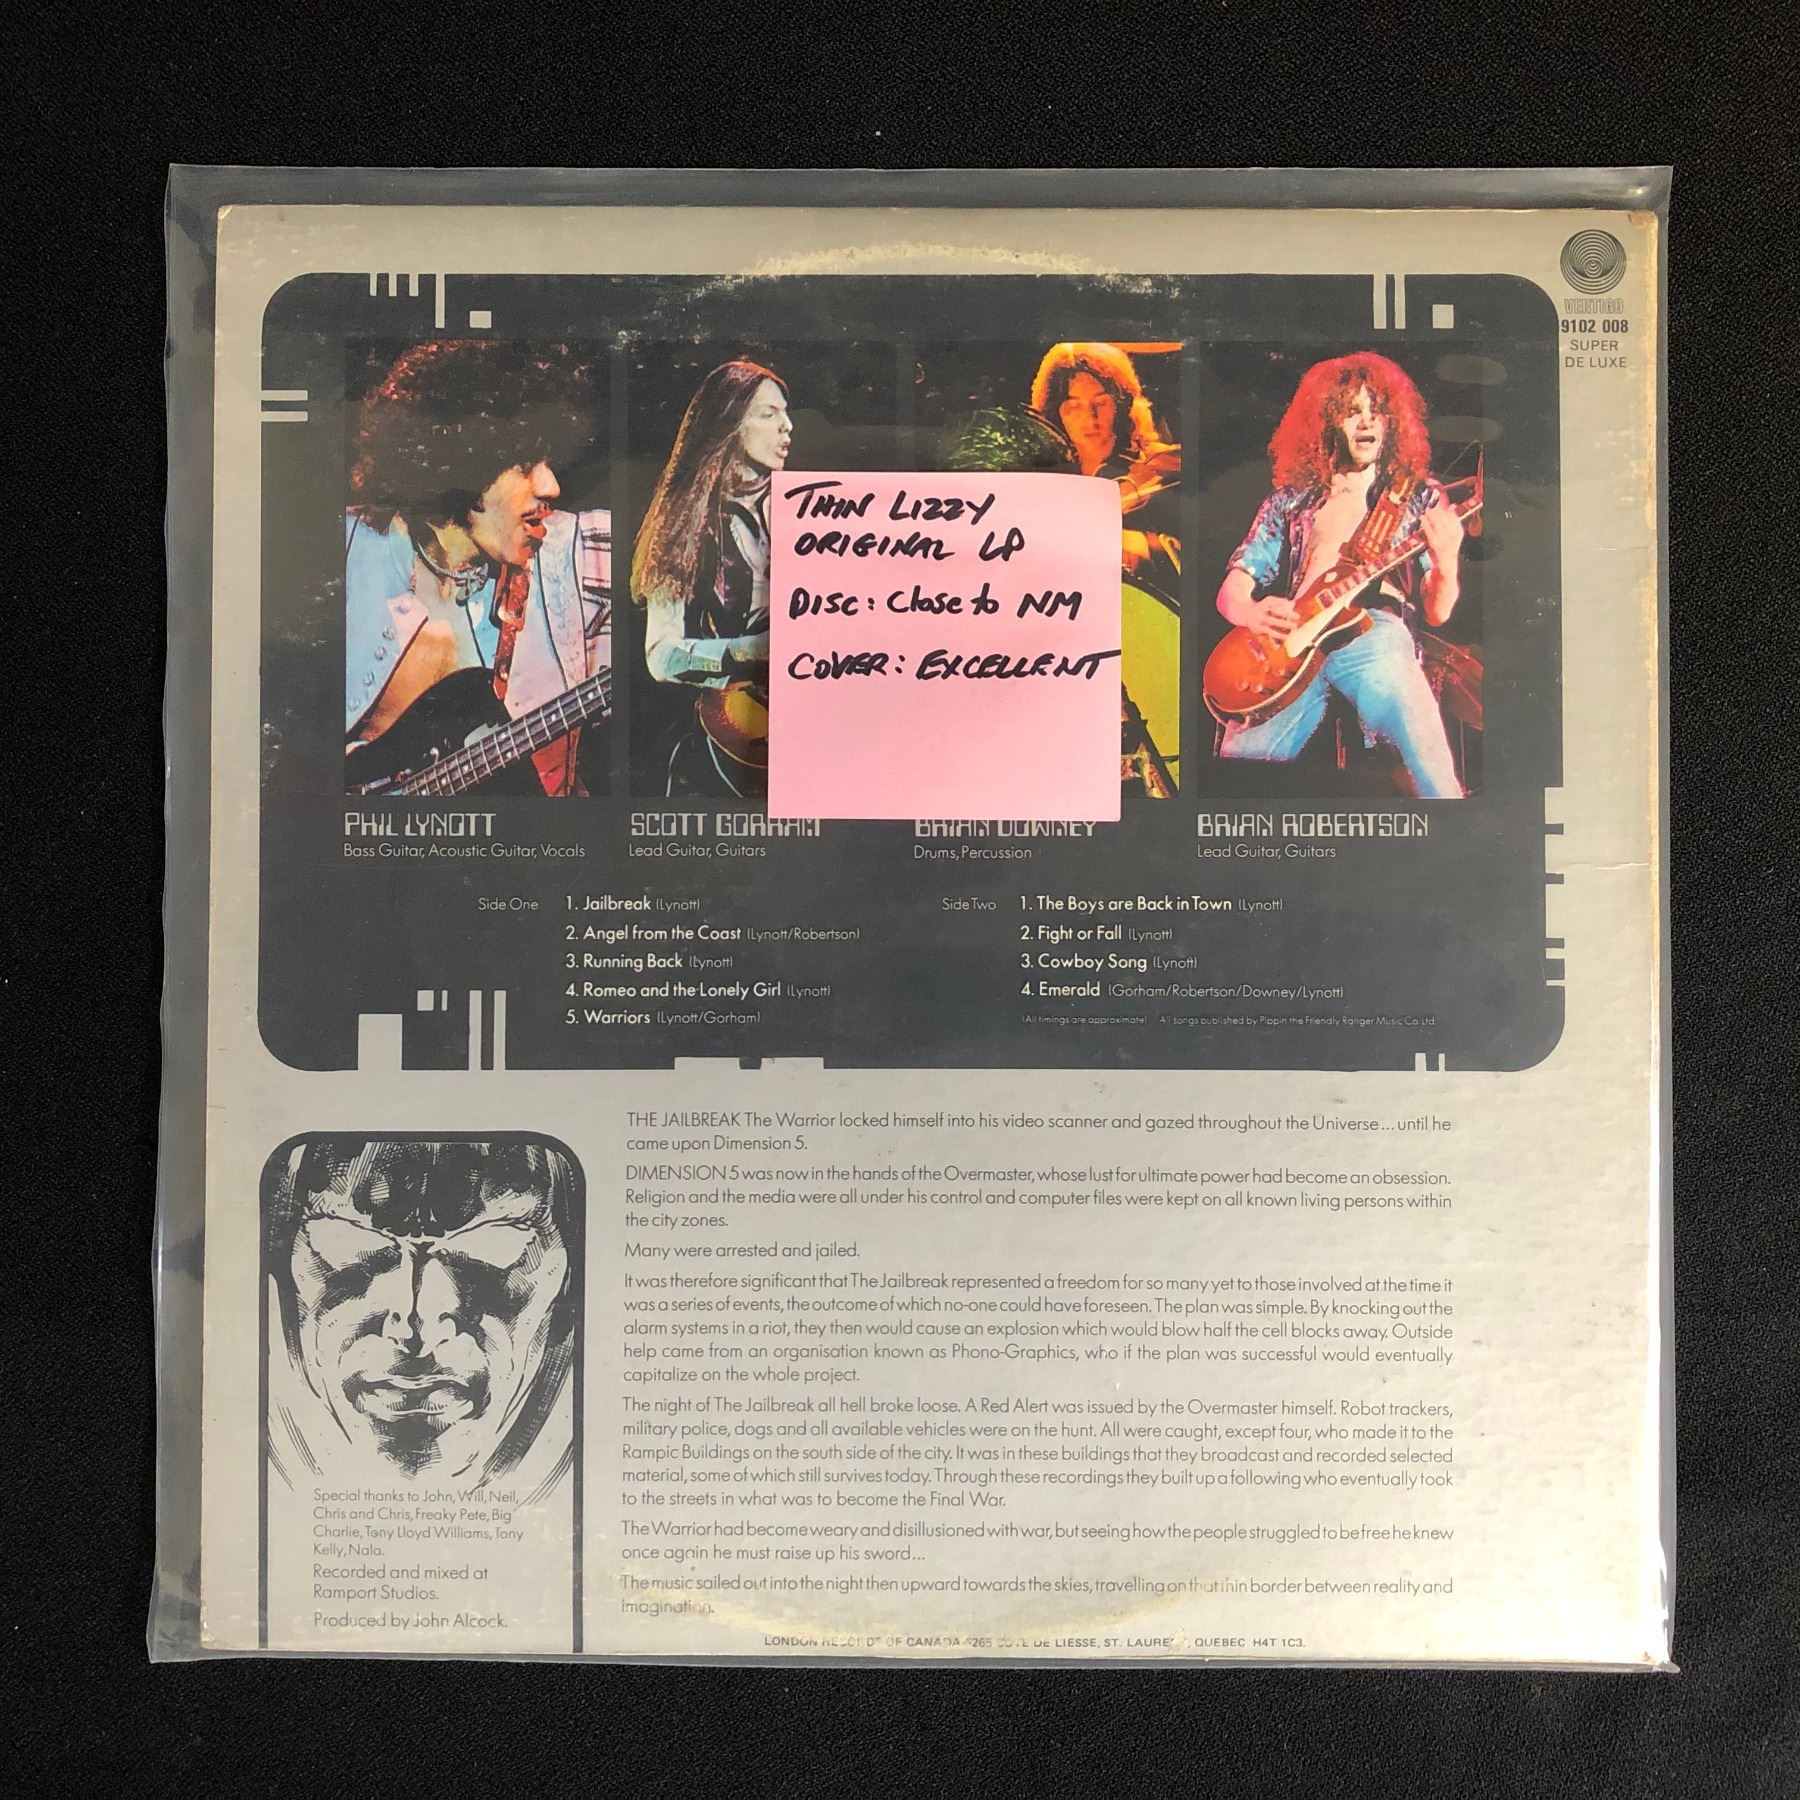 VERTIGO
9102 008
SUPER
DE LUXE
THIN LIZZY
ORIGINAL LP
DISC: Close to NM
COVER: EXCELLENT
PHIL LYNOTT
Bass Guitar, Acoustic Guitar, Vocals
SCOTT GORHAM
Lead Guitar, Guitars
BRIAN DOWNEY
Drums, Percussion
BRIAN ROBERTSON
Lead Guitar, Guitars
Side One
1. Jailbreak (Lynott)
2. Angel from the Coast (Lynott/Robertson)
3. Running Back (Lynott)
4. Romeo and the Lonely Girl (Lynott)
5. Warriors (Lynott/Gorham)
Side Two
1. The Boys are Back in Town (Lynott)
2. Fight or Fall (Lynott)
3. Cowboy Song (Lynott)
4. Emerald (Gorham/Robertson/Downey/Lynott)
(All timings are approximate) All songs published by Pippin the Friendly Ranger Music Co. Ltd.
THE JAILBREAK The Warrior locked himself into his video scanner and gazed throughout the Universe... until he
came upon Dimension 5.
DIMENSION 5 was now in the hands of the Overmaster, whose lust for ultimate power had become an obsession.
Religion and the media were all under his control and computer files were kept on all known living persons within
the city zones.
Many were arrested and jailed.
It was therefore significant that The Jailbreak represented a freedom for so many yet to those involved at the time it
was a series of events, the outcome of which no-one could have foreseen. The plan was simple. By knocking out the
alarm systems in a riot, they then would cause an explosion which would blow half the cell blocks away. Outside
help came from an organisation known as Phono-Graphics, who if the plan was successful would eventually
capitalize on the whole project.
The night of The Jailbreak all hell broke loose. A Red Alert was issued by the Overmaster himself. Robot trackers,
military police, dogs and all available vehicles were on the hunt. All were caught, except four, who made it to the
Rampic Buildings on the south side of the city. It was in these buildings that they broadcast and recorded selected
material, some of which still survives today. Through these recordings they built up a following who eventually took
to the streets in what was to become the Final War.
The Warrior had become weary and disillusioned with war, but seeing how the people struggled to be free he knew
once again he must raise up his sword...
The music sailed out into the night then upward towards the skies, travelling on that thin border between reality and
imagination.
Special thanks to John, Will, Neil,
Chris and Chris, Freaky Pete, Big
Charlie, Tony Lloyd Williams, Tony
Kelly, Nala.
Recorded and mixed at
Ramport Studios.
Produced by John Alcock.
LONDON RECORDS OF CANADA 6265 COTE DE LIESSE, ST. LAURENT, QUEBEC H4T 1C3.